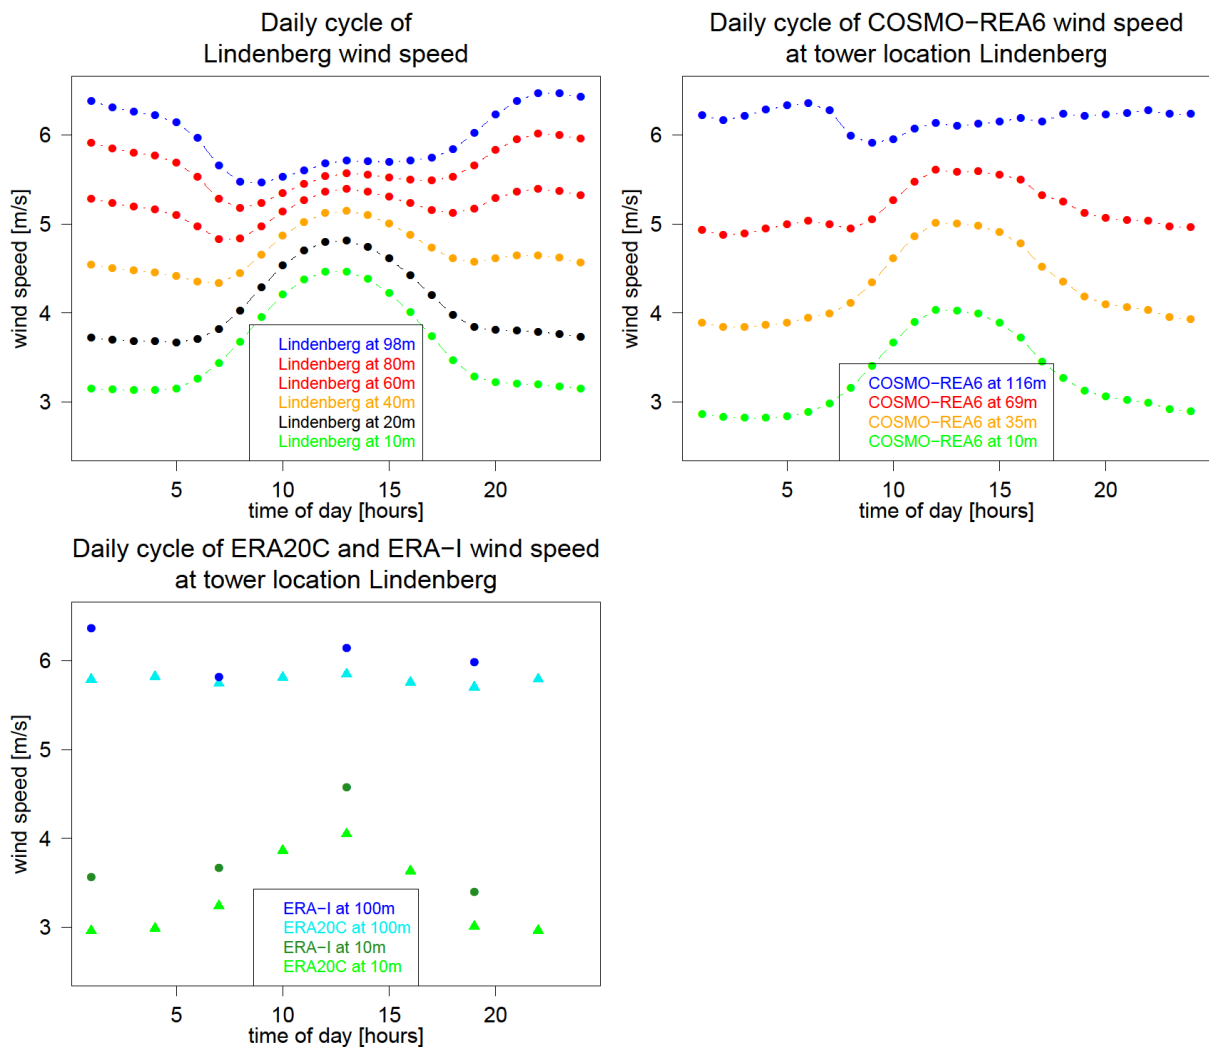 Daily cycle of
Lindenberg wind speed
wind speed [m/s]
6
5
4
3
Lindenberg at 98m
Lindenberg at 80m
Lindenberg at 60m
Lindenberg at 40m
Lindenberg at 20m
Lindenberg at 10m
5 10 15 20
time of day [hours]
Daily cycle of COSMO−REA6 wind speed
at tower location Lindenberg
wind speed [m/s]
6
5
4
3
COSMO−REA6 at 116m
COSMO−REA6 at 69m
COSMO−REA6 at 35m
COSMO−REA6 at 10m
5 10 15 20
time of day [hours]
Daily cycle of ERA20C and ERA−I wind speed
at tower location Lindenberg
wind speed [m/s]
6
5
4
3
ERA−I at 100m
ERA20C at 100m
ERA−I at 10m
ERA20C at 10m
5 10 15 20
time of day [hours]